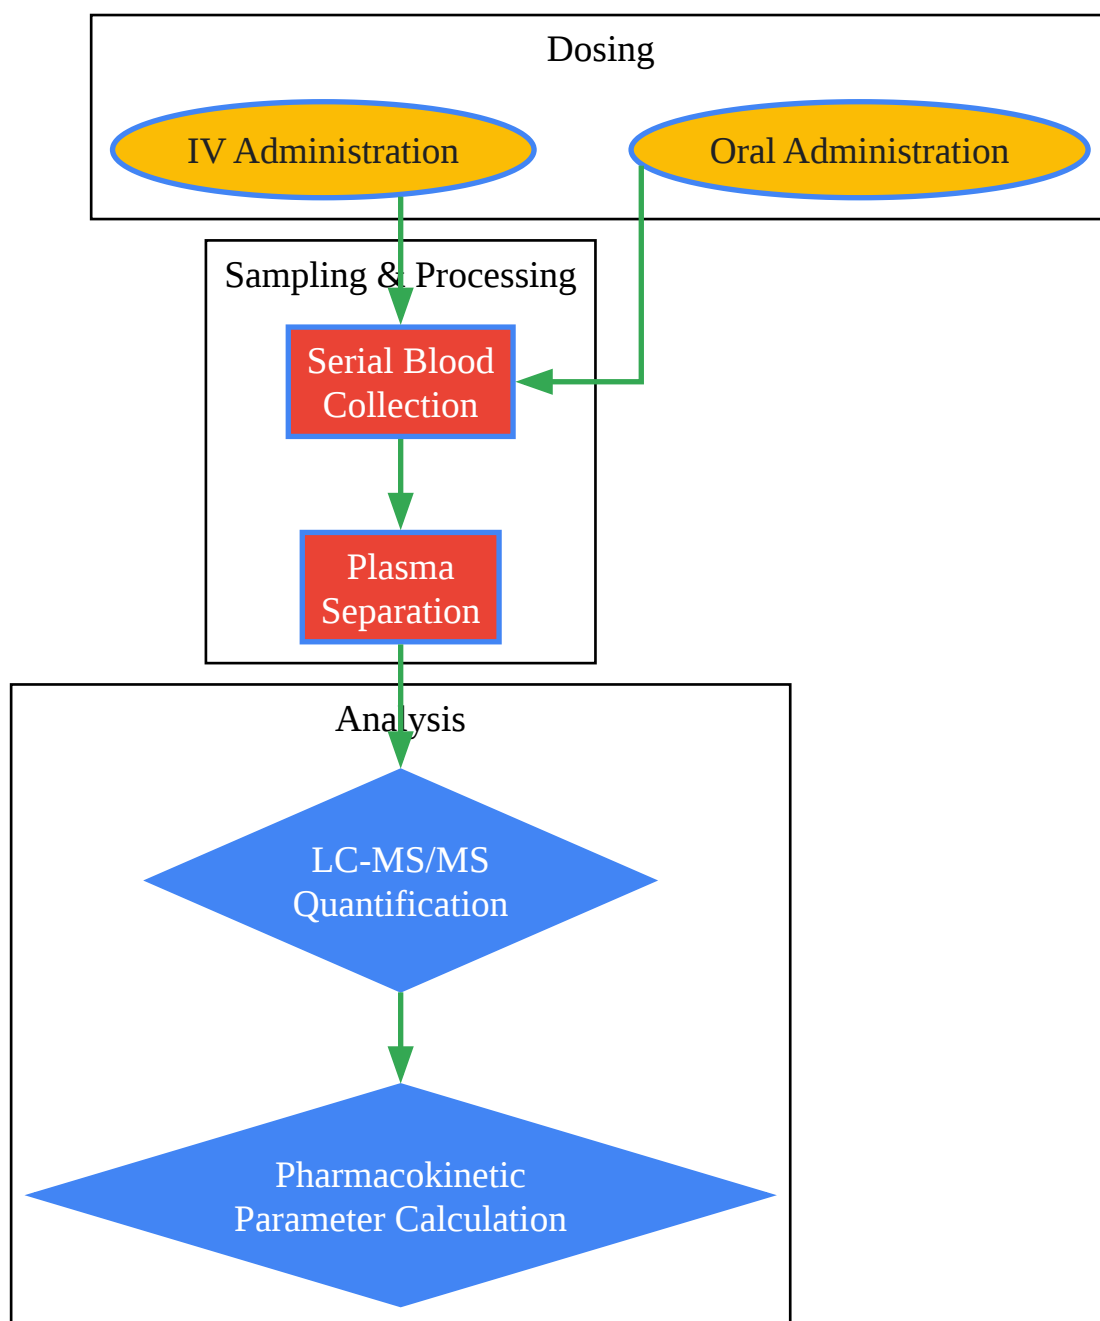 Dosing
IV Administration
Oral Administration
Sampling & Processing
Serial Blood
Collection
Plasma
Separation
Analysis
LC-MS/MS
Quantification
Pharmacokinetic
Parameter Calculation